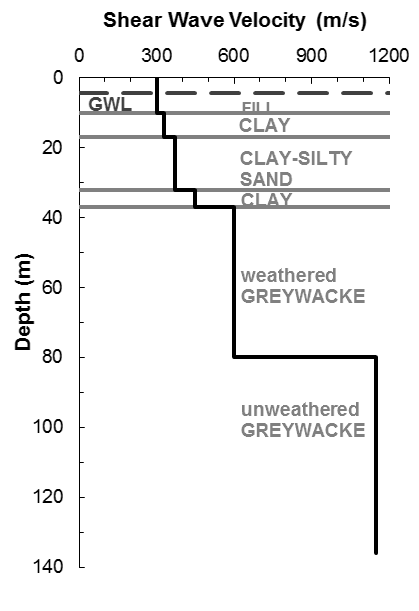 Shear Wave Velocity (m/s)
0 300 600 900 1200
0
GWL
FILL
CLAY
20
CLAY-SILTY
SAND
CLAY
40
weathered
GREYWACKE
60
Depth (m)
80
unweathered
GREYWACKE
100
120
140